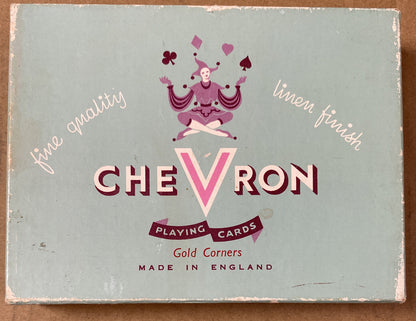 fine quality
linen finish
CHEVRON
PLAYING CARDS
Gold Corners
MADE IN ENGLAND